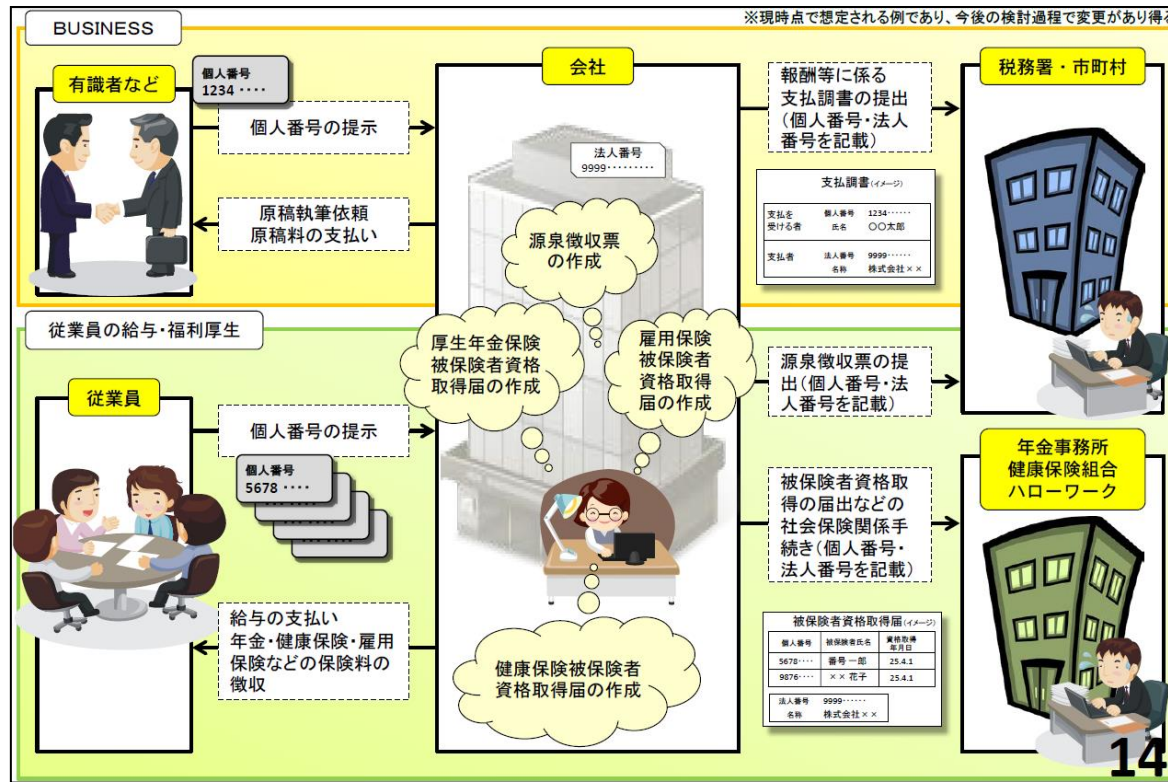 ※現時点で想定される例であり、今後の検討過程で変更があり得る
BUSINESS
有識者など
個人番号
1234 ‥‥
個人番号の提示
原稿執筆依頼
原稿料の支払い
会社
法人番号
9999‥‥‥‥‥
源泉徴収票
の作成
厚生年金保険
被保険者資格
取得届の作成
雇用保険
被保険者
資格取得
届の作成
健康保険被保険者
資格取得届の作成
報酬等に係る
支払調書の提出
(個人番号・法人
番号を記載)
支払調書(イメージ)
支払を
受ける者
個人番号 1234‥‥‥
氏名 〇〇太郎
支払者
法人番号 9999‥‥‥
名称 株式会社××
税務署・市町村
従業員の給与・福利厚生
従業員
個人番号の提示
個人番号
5678 ‥‥
給与の支払い
年金・健康保険・雇用
保険などの保険料の
徴収
源泉徴収票の提
出(個人番号・法
人番号を記載)
被保険者資格取
得の届出などの
社会保険関係手
続き(個人番号・
法人番号を記載)
被保険者資格取得届(イメージ)
個人番号 被保険者氏名 資格取得
年月日
5678‥‥ 番号 一郎 25.4.1
9876‥‥ ×× 花子 25.4.1
法人番号 9999‥‥‥
名称 株式会社××
年金事務所
健康保険組合
ハローワーク
14